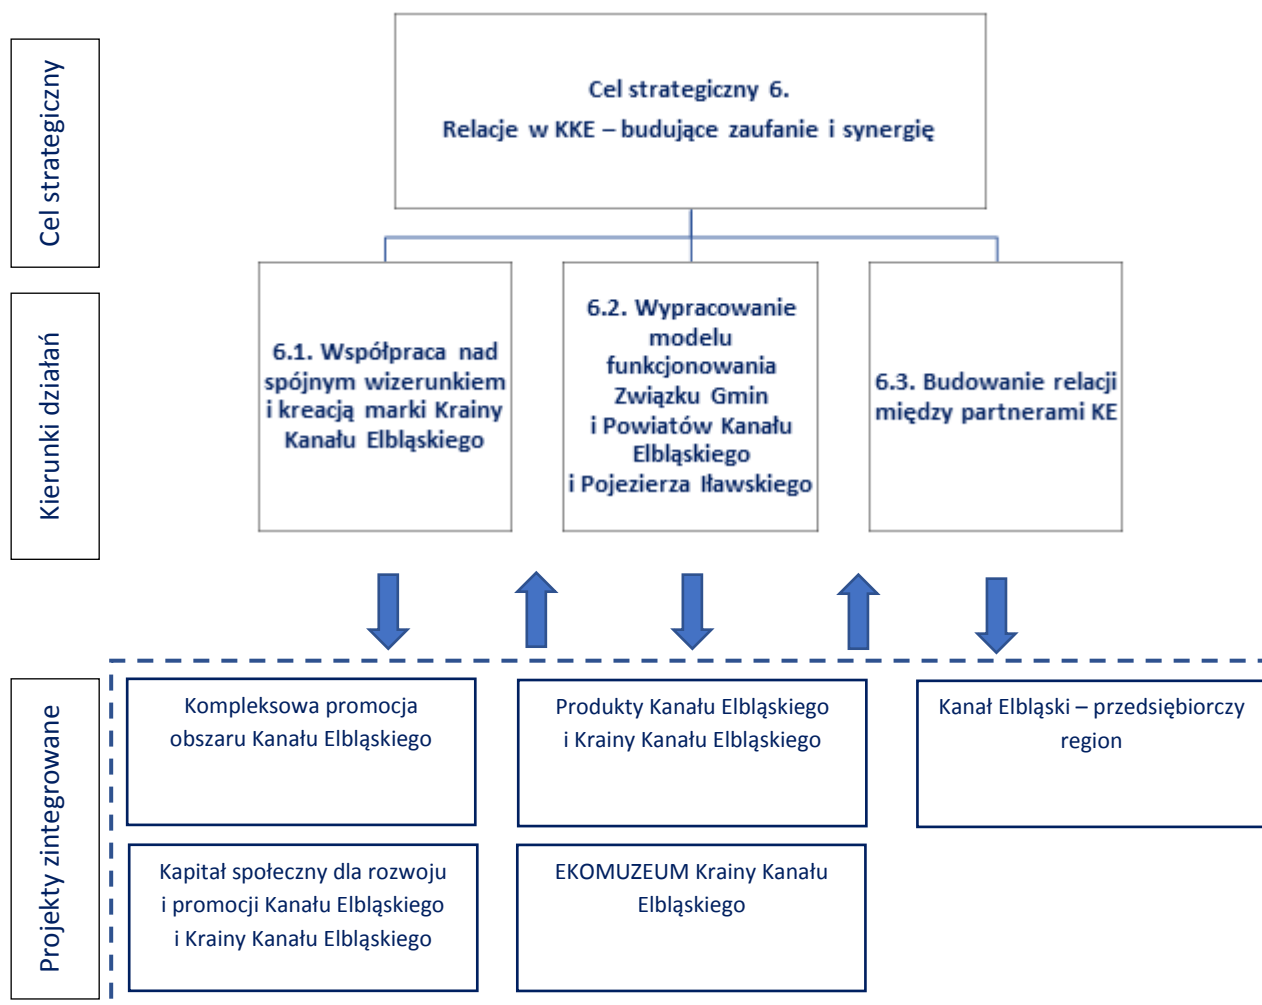 Cel strategiczny
Cel strategiczny 6.
Relacje w KKE – budujące zaufanie i synergię
Kierunki działań
6.1. Współpraca nad
spójnym wizerunkiem
i kreacją marki Krainy
Kanału Elbląskiego
6.2. Wypracowanie
modelu
funkcjonowania
Związku Gmin
i Powiatów Kanału
Elbląskiego
i Pojezierza Iławskiego
6.3. Budowanie relacji
między partnerami KE
Projekty zintegrowane
Kompleksowa promocja
obszaru Kanału Elbląskiego
Produkty Kanału Elbląskiego
i Krainy Kanału Elbląskiego
Kanał Elbląski – przedsiębiorczy
region
Kapitał społeczny dla rozwoju
i promocji Kanału Elbląskiego
i Krainy Kanału Elbląskiego
EKOMUZEUM Krainy Kanału
Elbląskiego